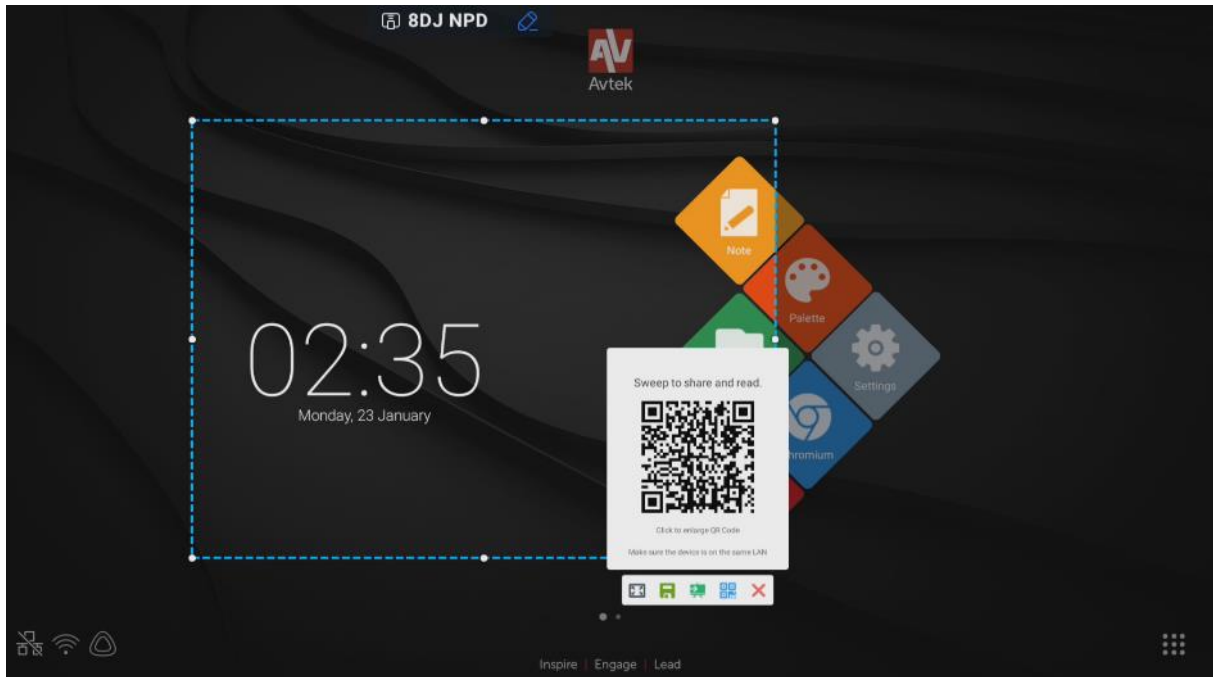 8DJ NPD
AV
Avtek
Note
Palette
Settings
hromium
02:35
Monday, 23 January
Sweep to share and read.
Click to enlarge QR Code
Make sure the device is on the same LAN
Inspire | Engage | Lead